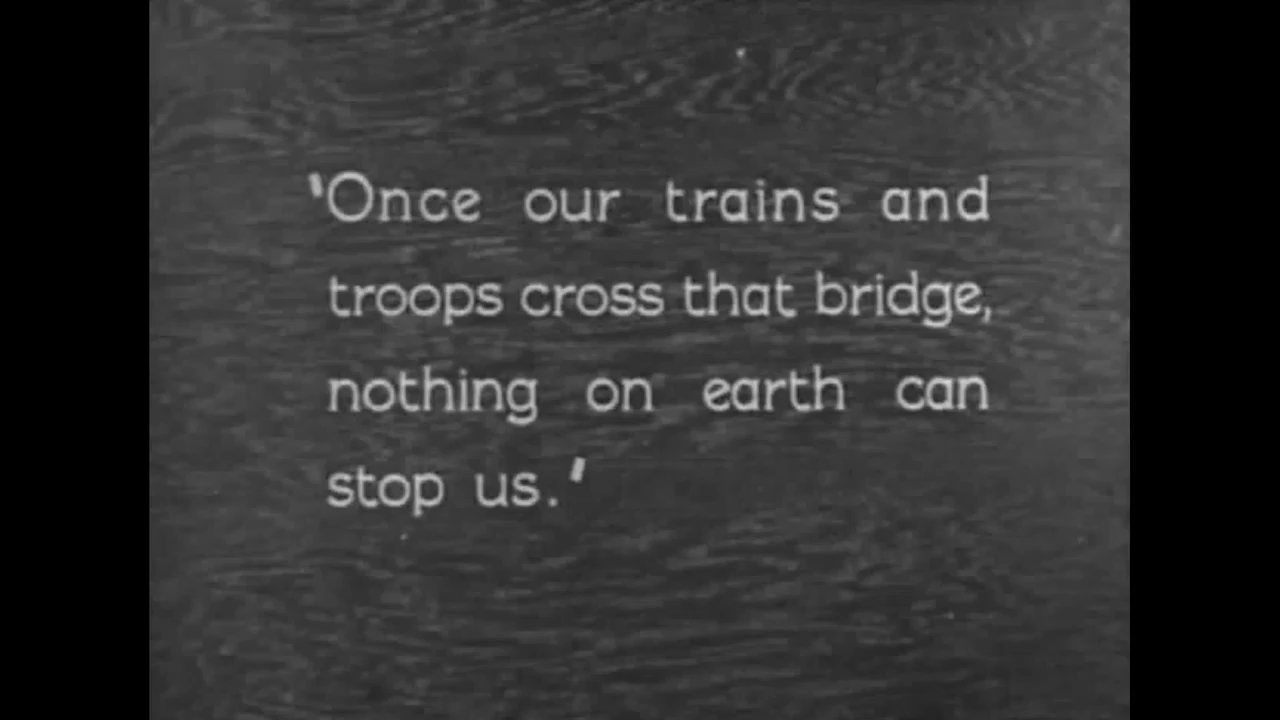 'Once our trains and
troops cross that bridge,
nothing on earth can
stop us.'